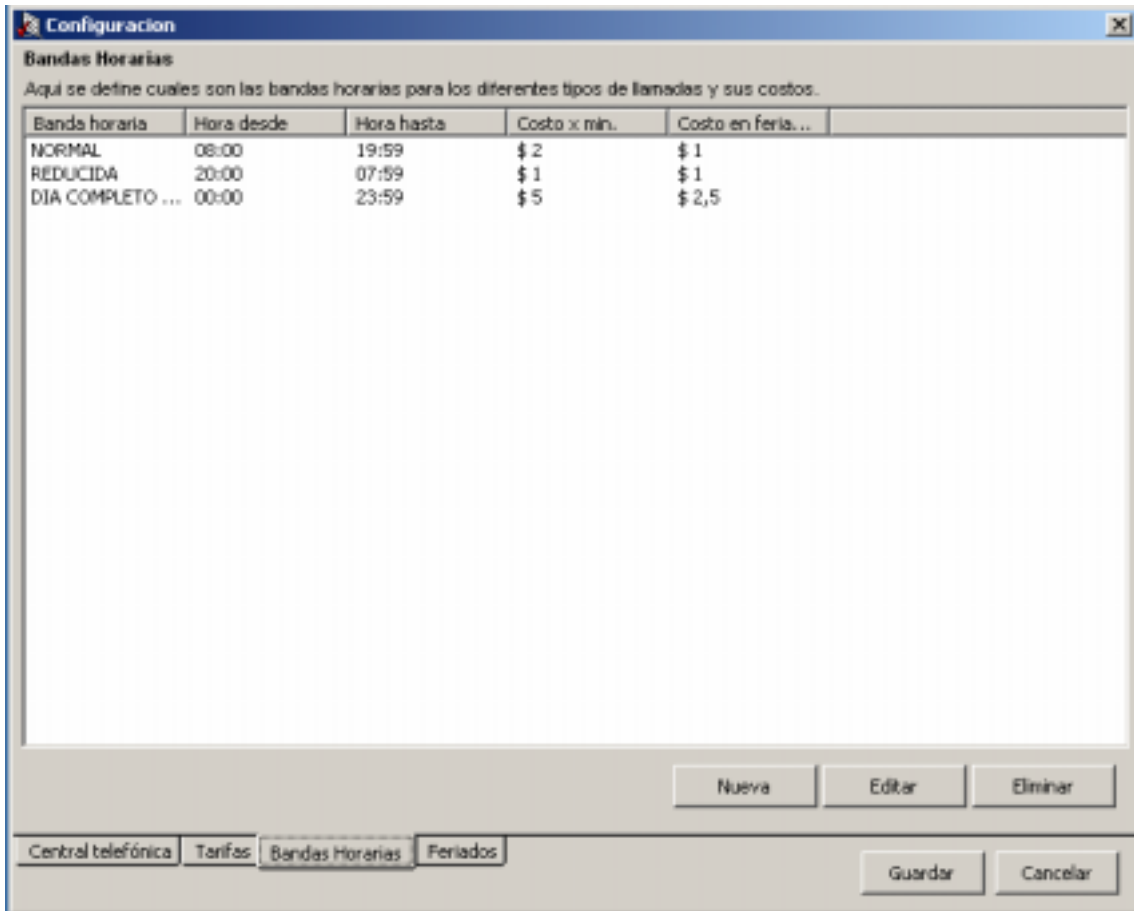 Configuracion
Bandas Horarias
Aqui se define cuales son las bandas horarias para los diferentes tipos de llamadas y sus costos.
Banda horaria Hora desde Hora hasta Costo x min. Costo en feria...
NORMAL 08:00 19:59 $ 2 $ 1
REDUCIDA 20:00 07:59 $ 1 $ 1
DIA COMPLETO ... 00:00 23:59 $ 5 $ 2,5
Nueva Editar Eliminar
Central telefónica Tarifas Bandas Horarias Feriados
Guardar Cancelar